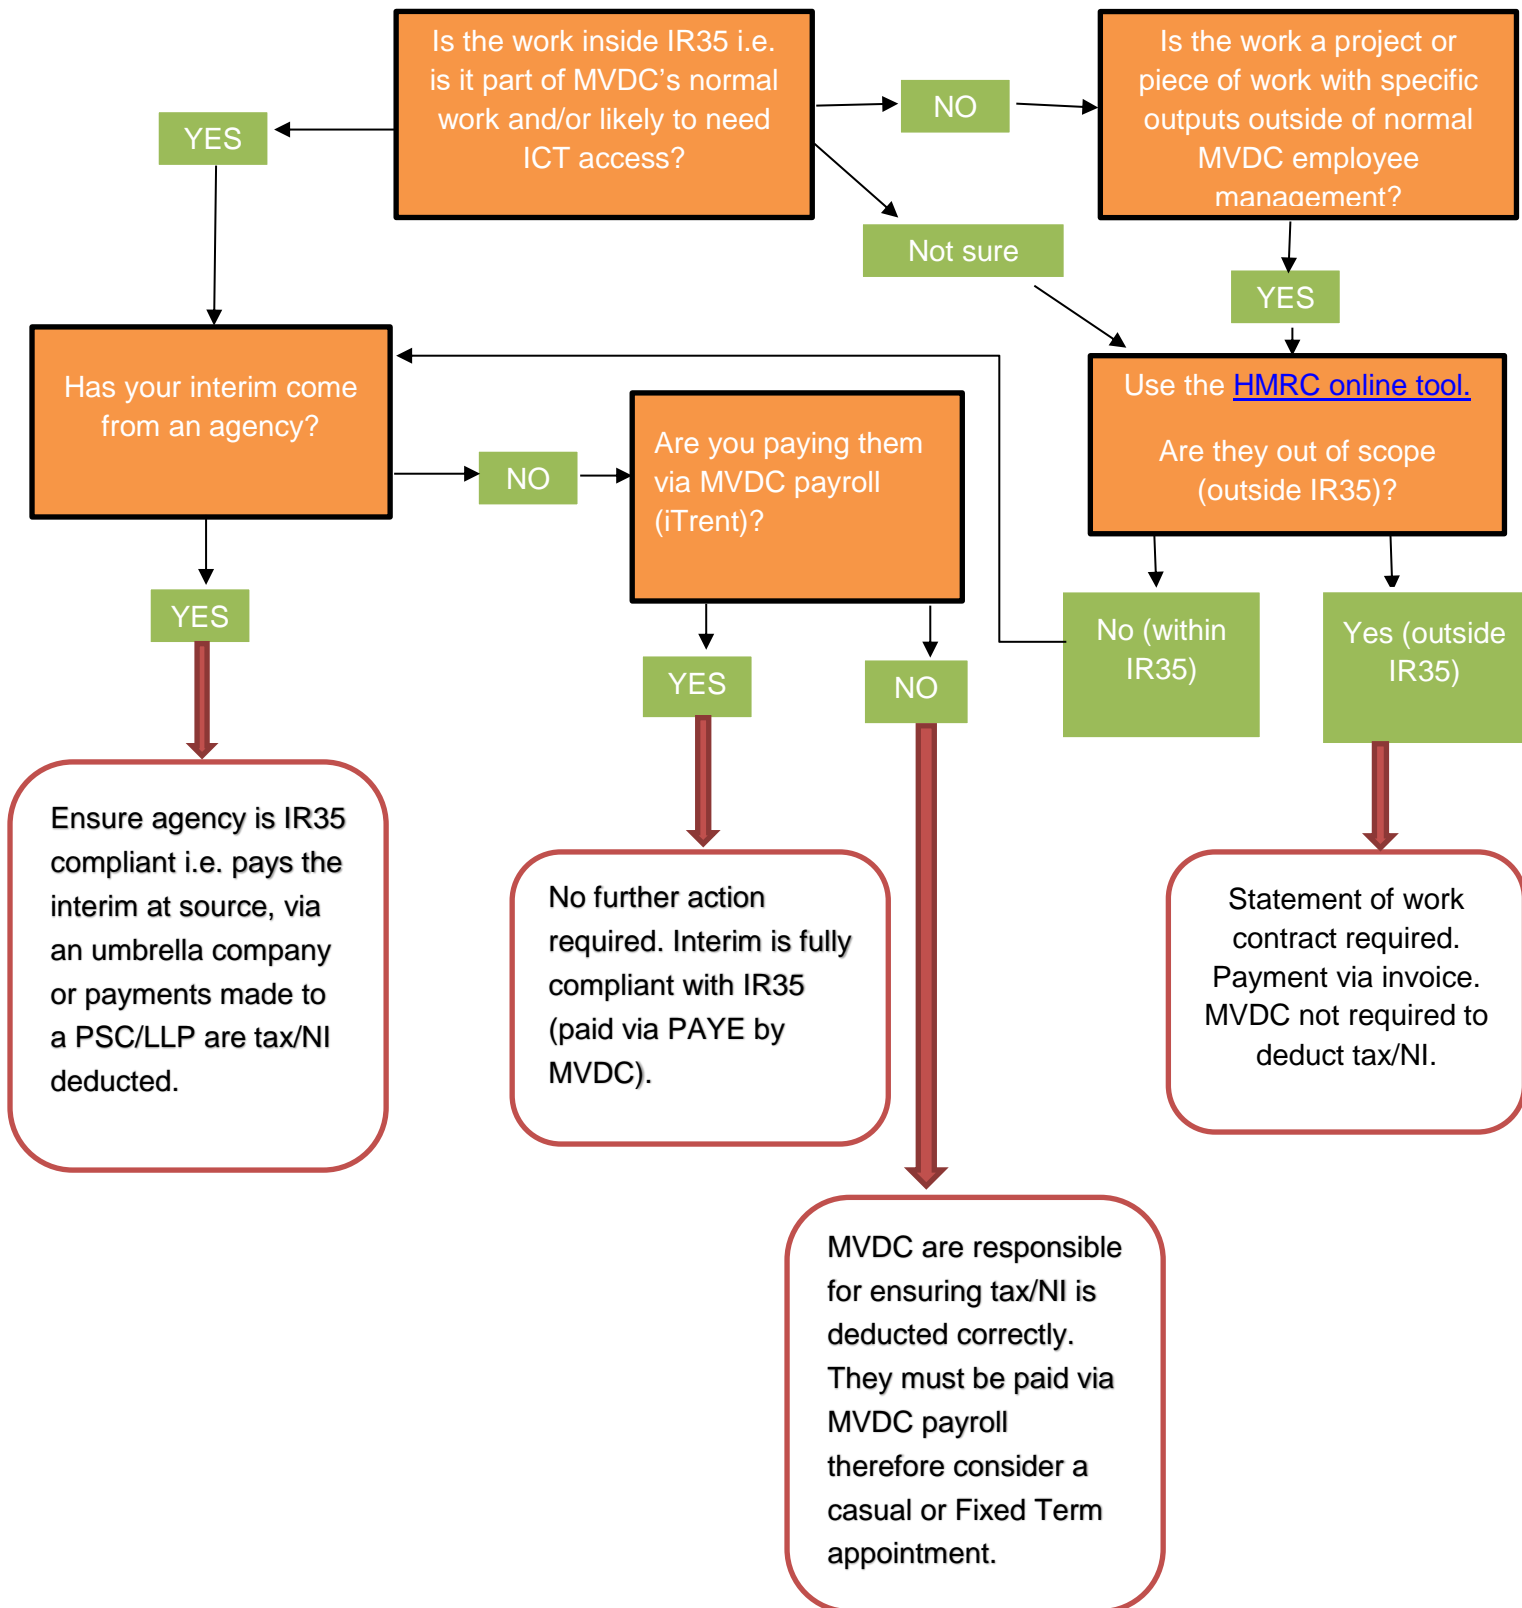 Is the work inside IR35 i.e.
is it part of MVDC’s normal
work and/or likely to need
ICT access?
NO
Is the work a project or
piece of work with specific
outputs outside of normal
MVDC employee
management?
YES
Not sure
YES
Has your interim come
from an agency?
NO
Are you paying them
via MVDC payroll
(iTrent)?
Use the HMRC online tool.
Are they out of scope
(outside IR35)?
YES
YES
NO
No (within
IR35)
Yes (outside
IR35)
Ensure agency is IR35
compliant i.e. pays the
interim at source, via
an umbrella company
or payments made to
a PSC/LLP are tax/NI
deducted.
No further action
required. Interim is fully
compliant with IR35
(paid via PAYE by
MVDC).
Statement of work
contract required.
Payment via invoice.
MVDC not required to
deduct tax/NI.
MVDC are responsible
for ensuring tax/NI is
deducted correctly.
They must be paid via
MVDC payroll
therefore consider a
casual or Fixed Term
appointment.